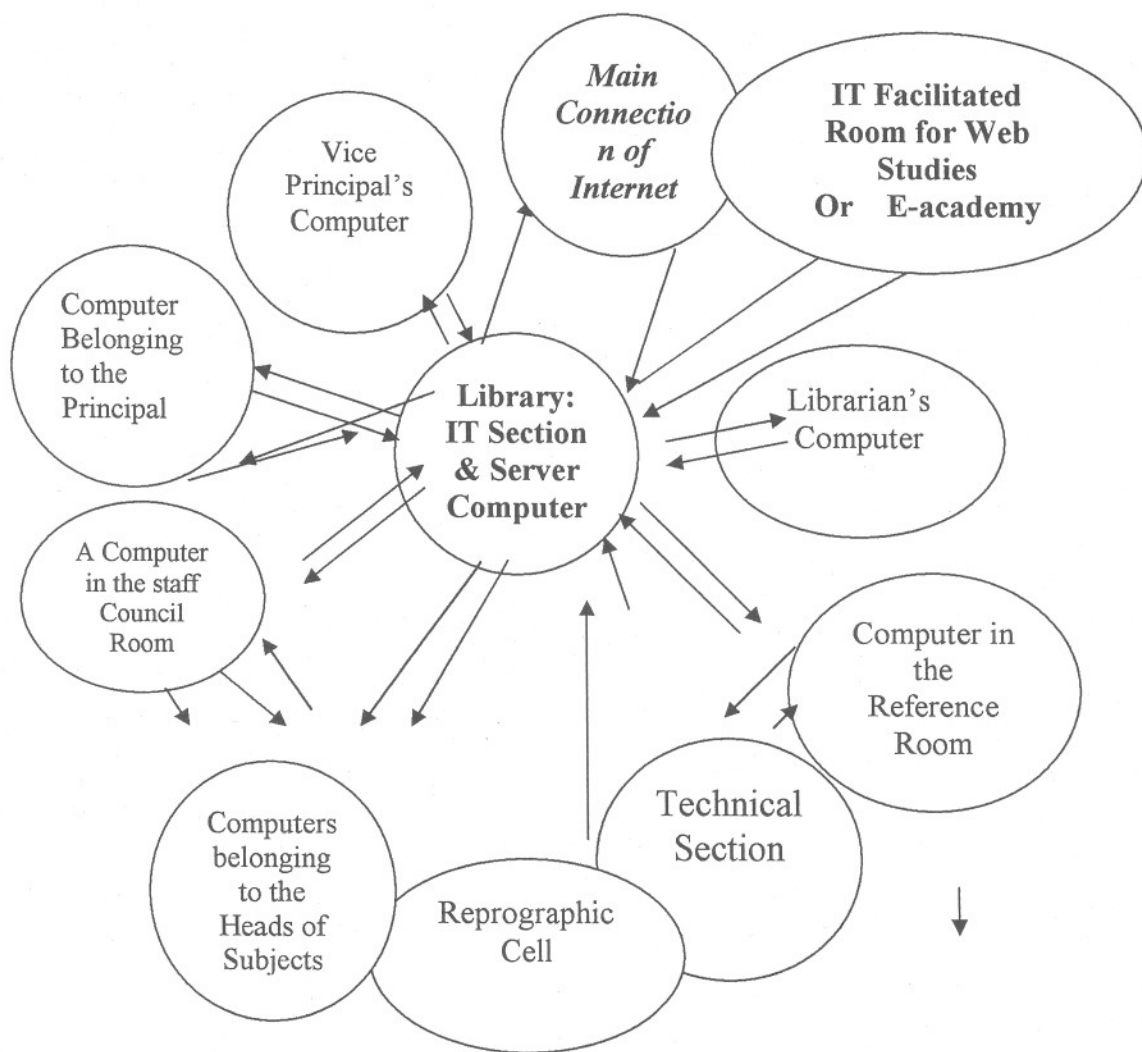 Main
Connectio
n of
Internet
IT Facilitated
Room for Web
Studies
Or E-academy
Vice
Principal's
Computer
Computer
Belonging
to the
Principal
Library:
IT Section
& Server
Computer
Librarian's
Computer
A Computer
in the staff
Council
Room
Computer in
the
Reference
Room
Technical
Section
Computers
belonging
to the
Heads of
Subjects
Reprographic
Cell